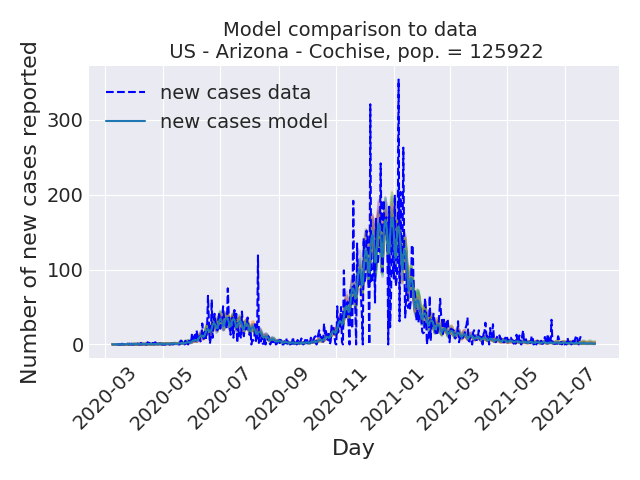 Model comparison to data
US - Arizona - Cochise, pop. = 125922
Number of new cases reported
new cases data
new cases model
300
200
100
0
2020-03
2020-05
2020-07
2020-09
2020-11
2021-01
2021-03
2021-05
2021-07
Day